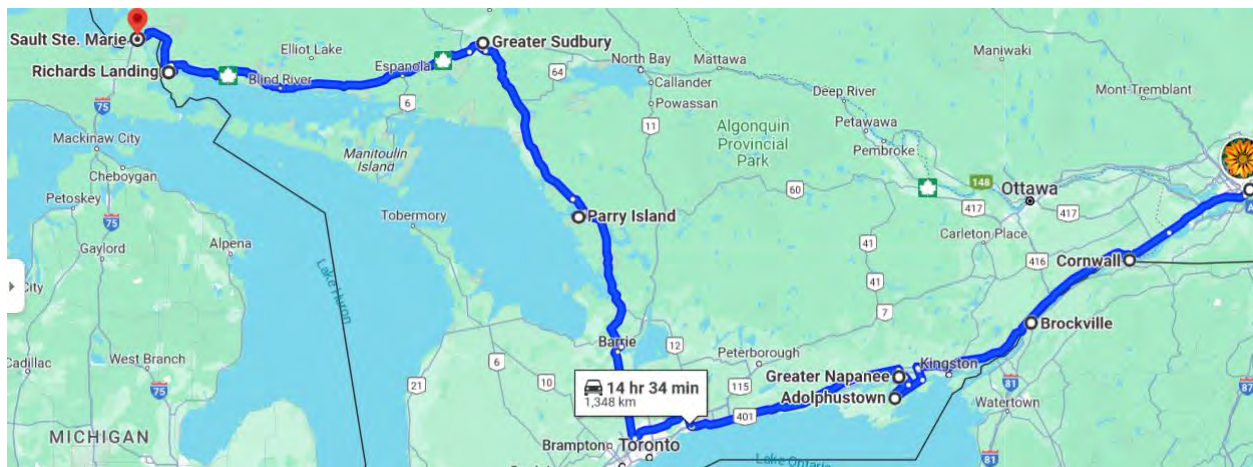 Sault Ste. Marie
Richards Landing
Elliot Lake
Blind River
Espanola
6
Greater Sudbury
64
North Bay
Mattawa
Callander
Powassan
11
Deep River
Petawawa
Pembroke
Maniwaki
Mont-Tremblant
75
Mackinaw City
Cheboygan
Petoskey
75
Gaylord
Alpena
City
Cadillac
West Branch
75
MICHIGAN
Manitoulin
Island
Tobermory
Lake Huron
Parry Island
Algonquin
Provincial
Park
60
148
417
Ottawa
417
Carleton Place
416
Cornwall
A
41
41
7
Brockville
Barrie
12
6
10
21
Peterborough
115
14 hr 34 min
1,348 km
401
Greater Napanee
Adolphustown
Kingston
81
Watertown
81
87
Brampton
Toronto
Lake Ontario